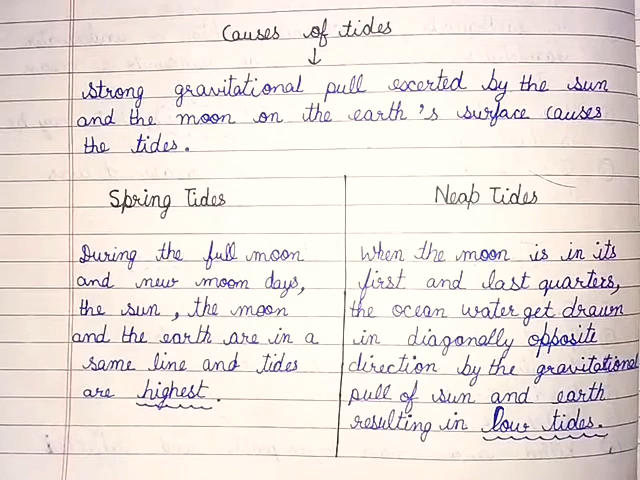 Causes of tides
↓
strong gravitational pull excerted by the sun
and the moon on the earth's surface causes
the tides.
Spring Tides
During the full moon
and new moon days,
the sun, the moon
and the earth are in a
same line and tides
are highest.
Neap Tides
When the moon is in its
first and last quarters,
the ocean water get drawn
in diagonally opposite
direction by the gravitational
pull of sun and earth
resulting in low tides.